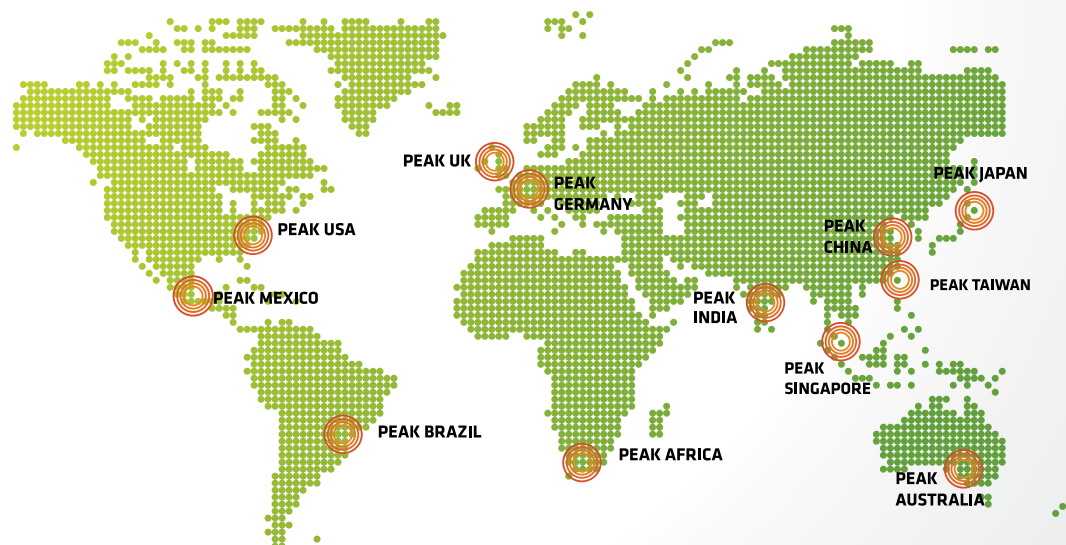 PEAK UK
PEAK
GERMANY
PEAK JAPAN
PEAK USA
PEAK
CHINA
PEAK MEXICO
PEAK
INDIA
PEAK TAIWAN
PEAK
SINGAPORE
PEAK BRAZIL
PEAK AFRICA
PEAK
AUSTRALIA